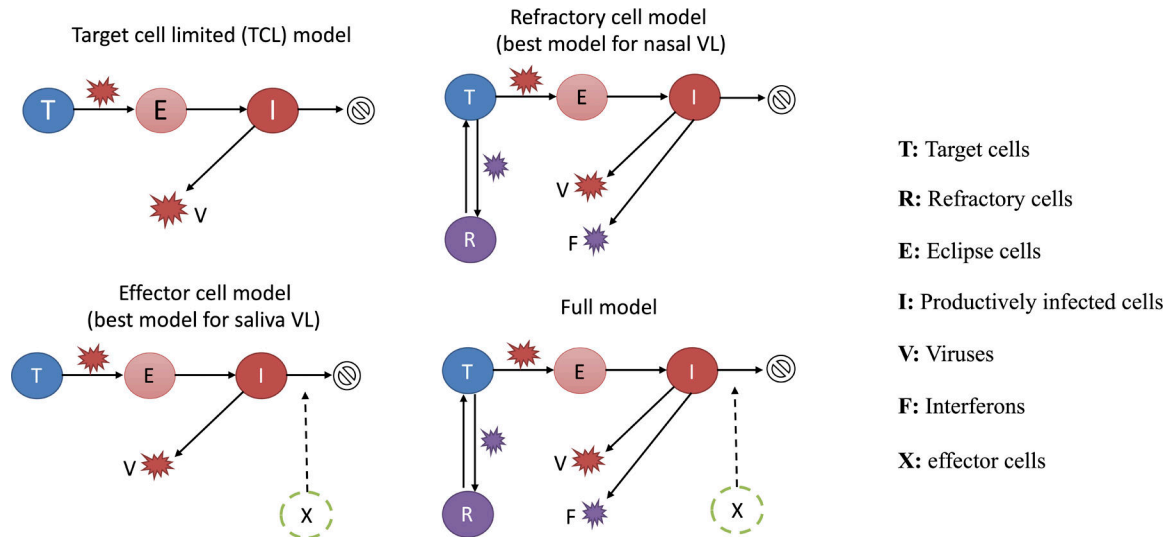 Target cell limited (TCL) model
T
E
I
V
Refractory cell model
(best model for nasal VL)
T
E
I
V
F
R
Effector cell model
(best model for saliva VL)
T
E
I
V
X
Full model
T
E
I
V
F
R
X
T: Target cells
R: Refractory cells
E: Eclipse cells
I: Productively infected cells
V: Viruses
F: Interferons
X: effector cells